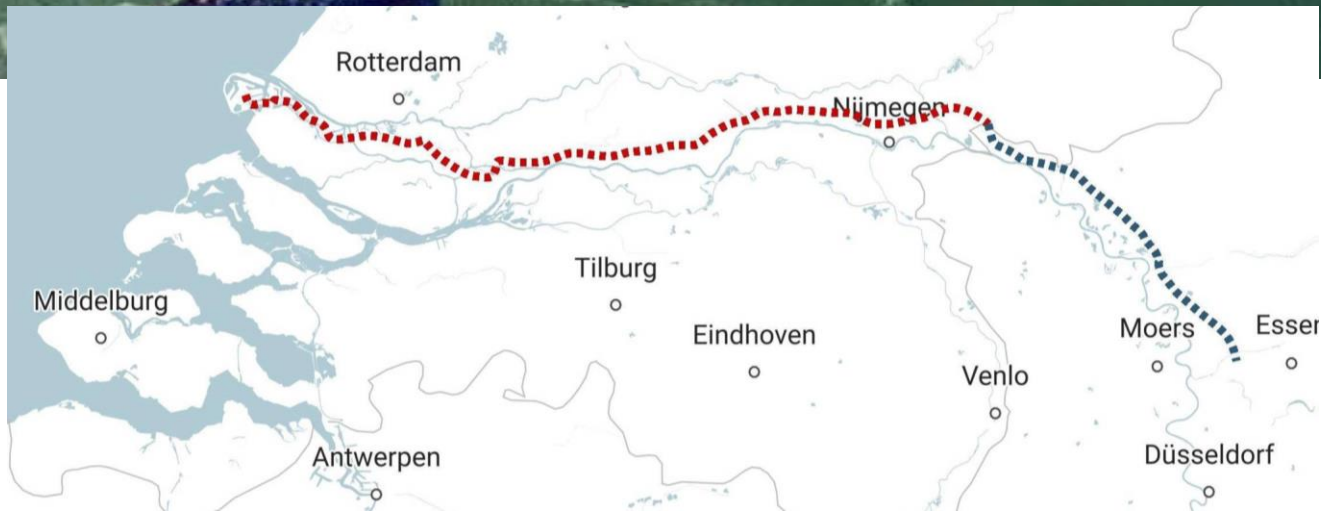 Rotterdam
Nijmegen
Tilburg
Middelburg
Eindhoven
Moers
Essen
Venlo
Antwerpen
Düsseldorf